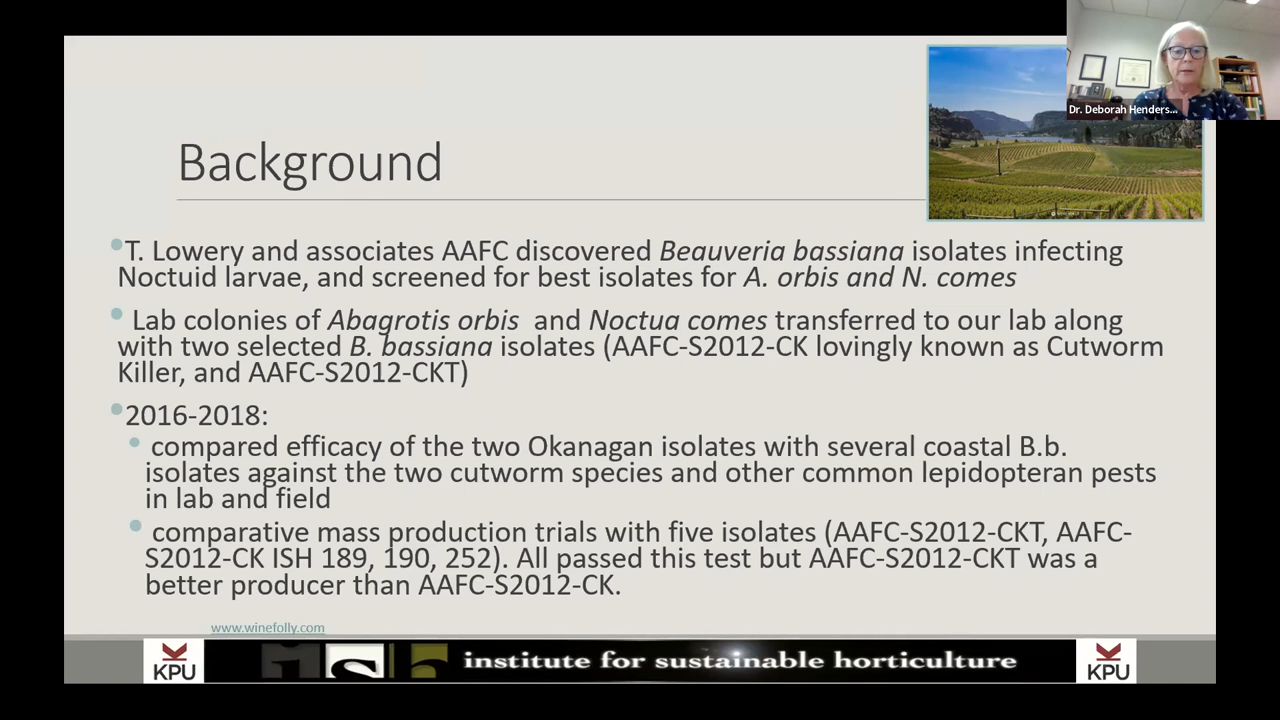 Dr. Deborah Henders...
Background
•T. Lowery and associates AAFC discovered Beauveria bassiana isolates infecting
Noctuid larvae, and screened for best isolates for A. orbis and N. comes
• Lab colonies of Abagrotis orbis and Noctua comes transferred to our lab along
with two selected B. bassiana isolates (AAFC-S2012-CK lovingly known as Cutworm
Killer, and AAFC-S2012-CKT)
•2016-2018:
• compared efficacy of the two Okanagan isolates with several coastal B.b.
isolates against the two cutworm species and other common lepidopteran pests
in lab and field
• comparative mass production trials with five isolates (AAFC-S2012-CKT, AAFC-
S2012-CK ISH 189, 190, 252). All passed this test but AAFC-S2012-CKT was a
better producer than AAFC-S2012-CK.
www.winefolly.com
KPU
ish
institute for sustainable horticulture
KPU